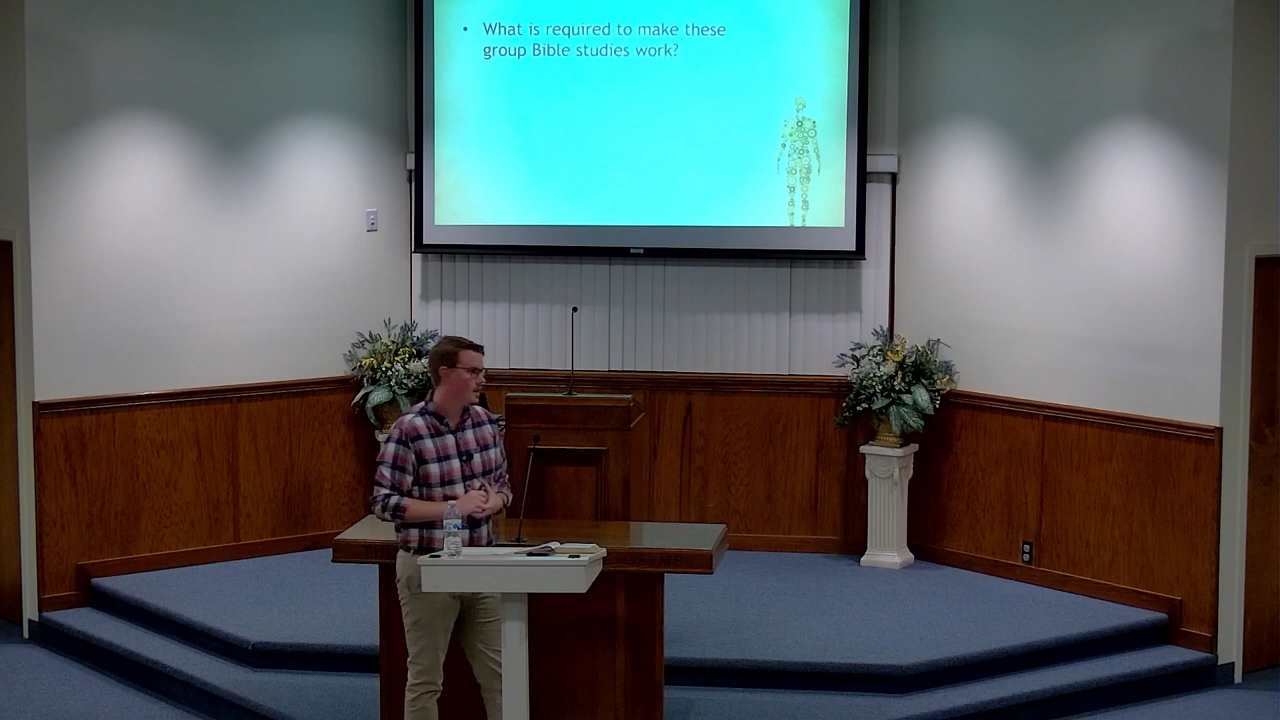 • What is required to make these
group Bible studies work?